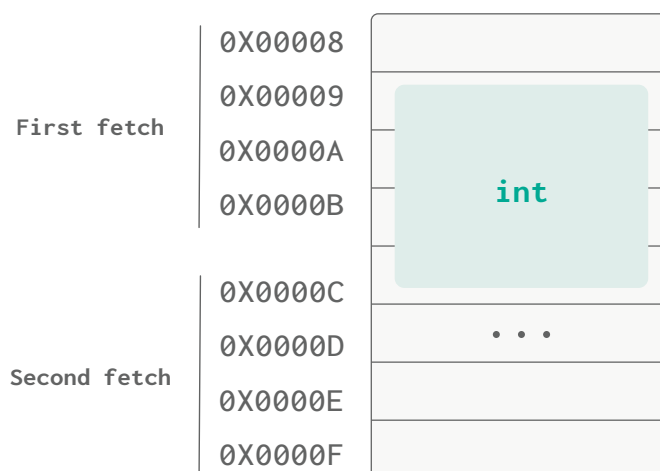 0X00008
0X00009
First fetch
0X0000A
int
0X0000B
0X0000C
0X0000D
...
Second fetch
0X0000E
0X0000F